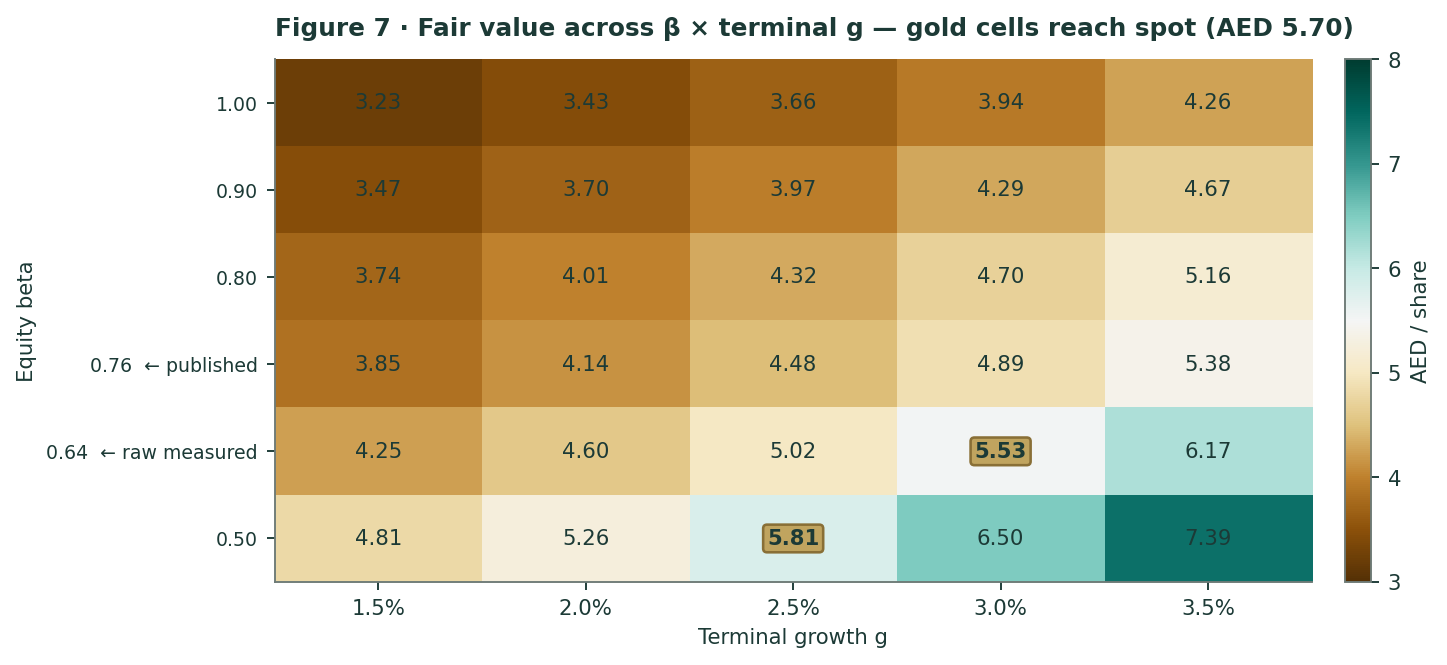 Figure 7 · Fair value across β × terminal g — gold cells reach spot (AED 5.70)
Equity beta
1.00 3.23 3.43 3.66 3.94 4.26
0.90 3.47 3.70 3.97 4.29 4.67
0.80 3.74 4.01 4.32 4.70 5.16
0.76 ← published 3.85 4.14 4.48 4.89 5.38
0.64 ← raw measured 4.25 4.60 5.02 5.53 6.17
0.50 4.81 5.26 5.81 6.50 7.39
1.5% 2.0% 2.5% 3.0% 3.5%
Terminal growth g
8
7
6
5
4
3
AED / share